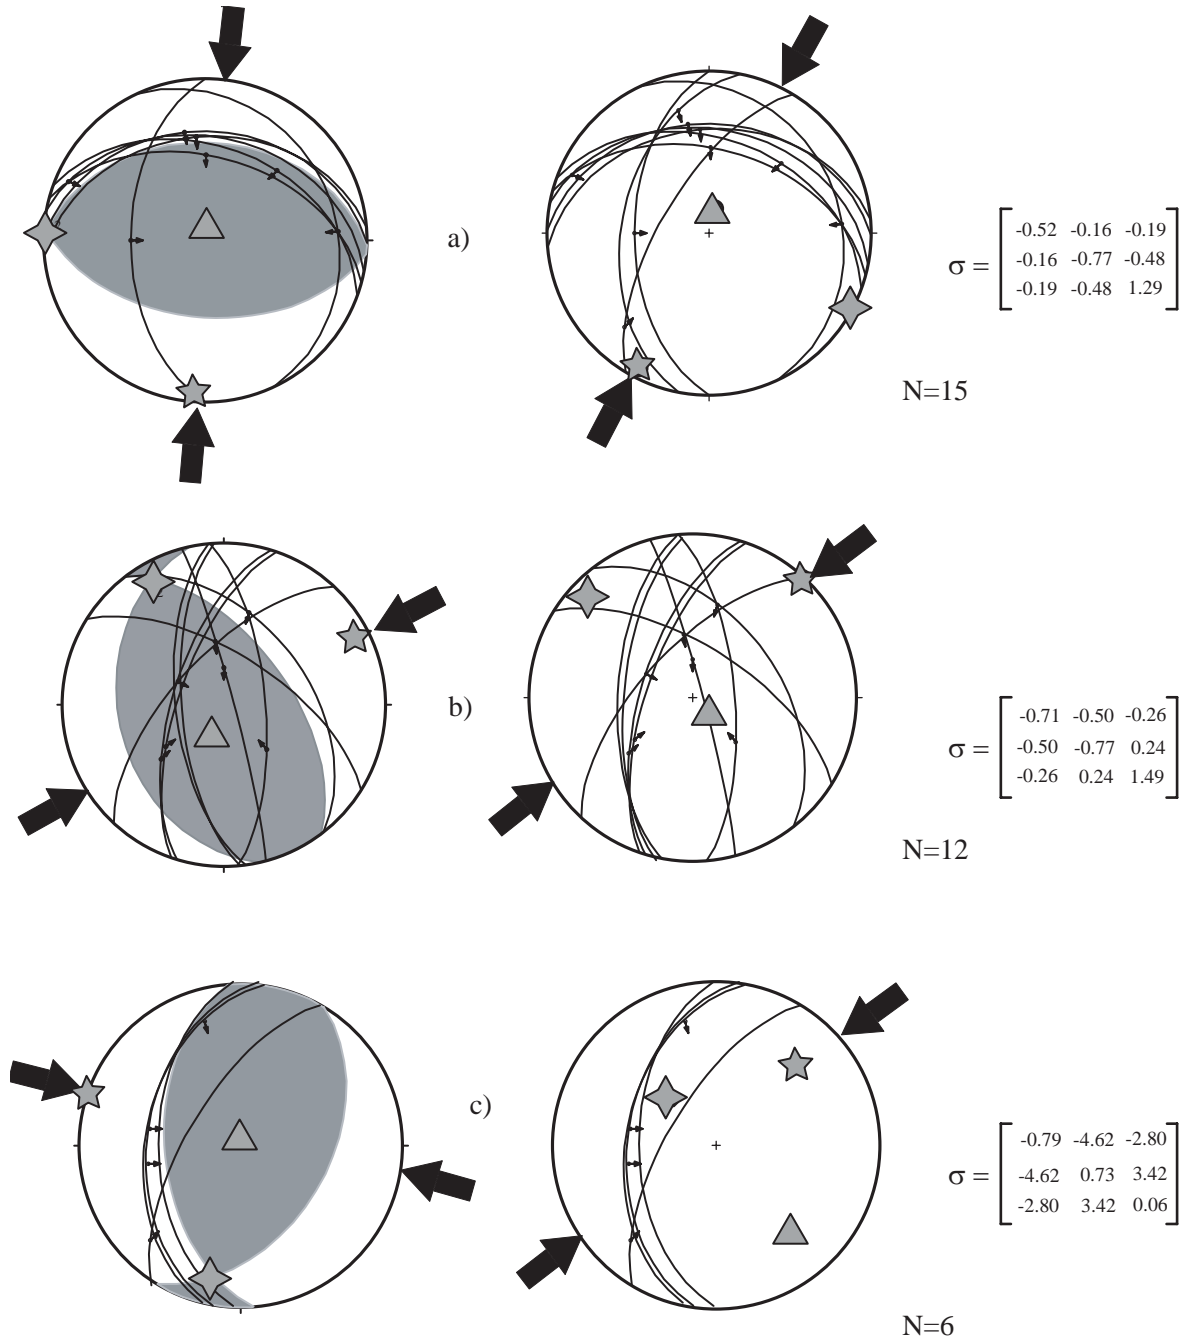 a)
σ = [ -0.52 -0.16 -0.19
-0.16 -0.77 -0.48
-0.19 -0.48 1.29 ]
N=15
b)
σ = [ -0.71 -0.50 -0.26
-0.50 -0.77 0.24
-0.26 0.24 1.49 ]
N=12
c)
σ = [ -0.79 -4.62 -2.80
-4.62 0.73 3.42
-2.80 3.42 0.06 ]
N=6